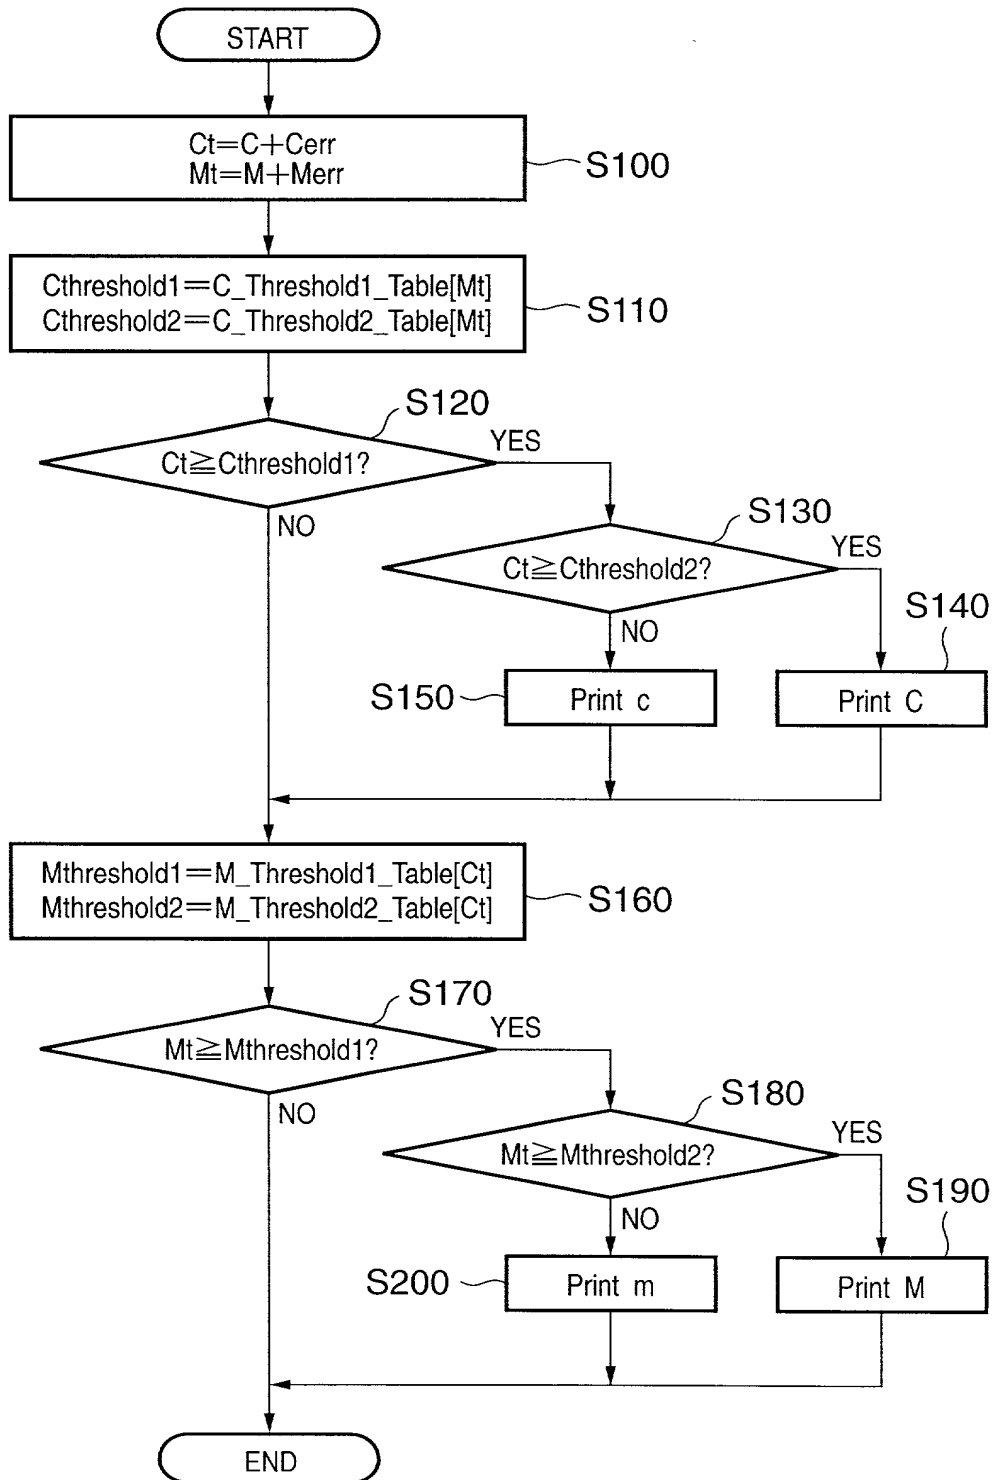 START
Ct=C+Cerr
Mt=M+Merr
S100
Cthreshold1=C_Threshold1_Table[Mt]
Cthreshold2=C_Threshold2_Table[Mt]
S110
S120
Ct≧Cthreshold1?
YES
NO
S130
Ct≧Cthreshold2?
YES
NO
S140
S150
Print c
Print C
Mthreshold1=M_Threshold1_Table[Ct]
Mthreshold2=M_Threshold2_Table[Ct]
S160
S170
Mt≧Mthreshold1?
YES
NO
S180
Mt≧Mthreshold2?
YES
NO
S190
S200
Print m
Print M
END